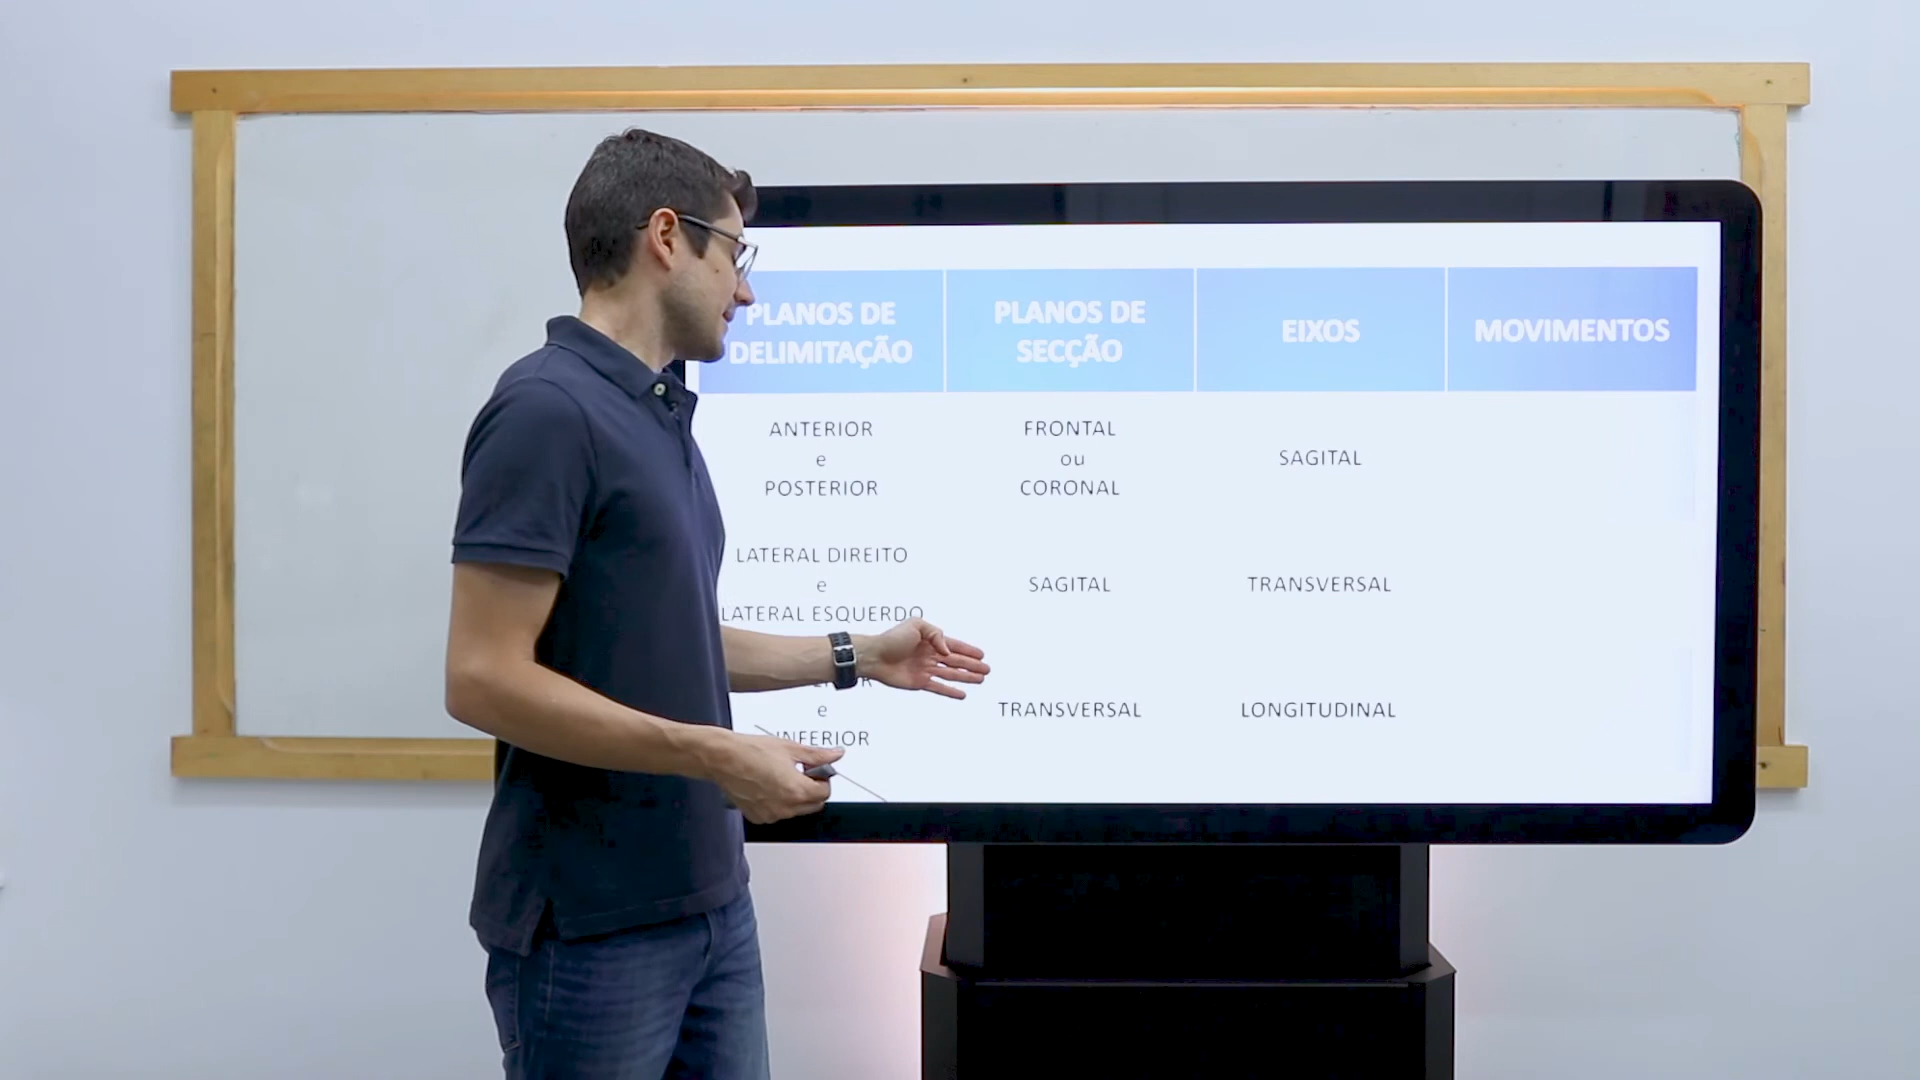 PLANOS DE
DELIMITAÇÃO
PLANOS DE
SECÇÃO
EIXOS
MOVIMENTOS
ANTERIOR
e
POSTERIOR
FRONTAL
ou
CORONAL
SAGITAL
LATERAL DIREITO
e
LATERAL ESQUERDO
SAGITAL
TRANSVERSAL
e
INFERIOR
TRANSVERSAL
LONGITUDINAL